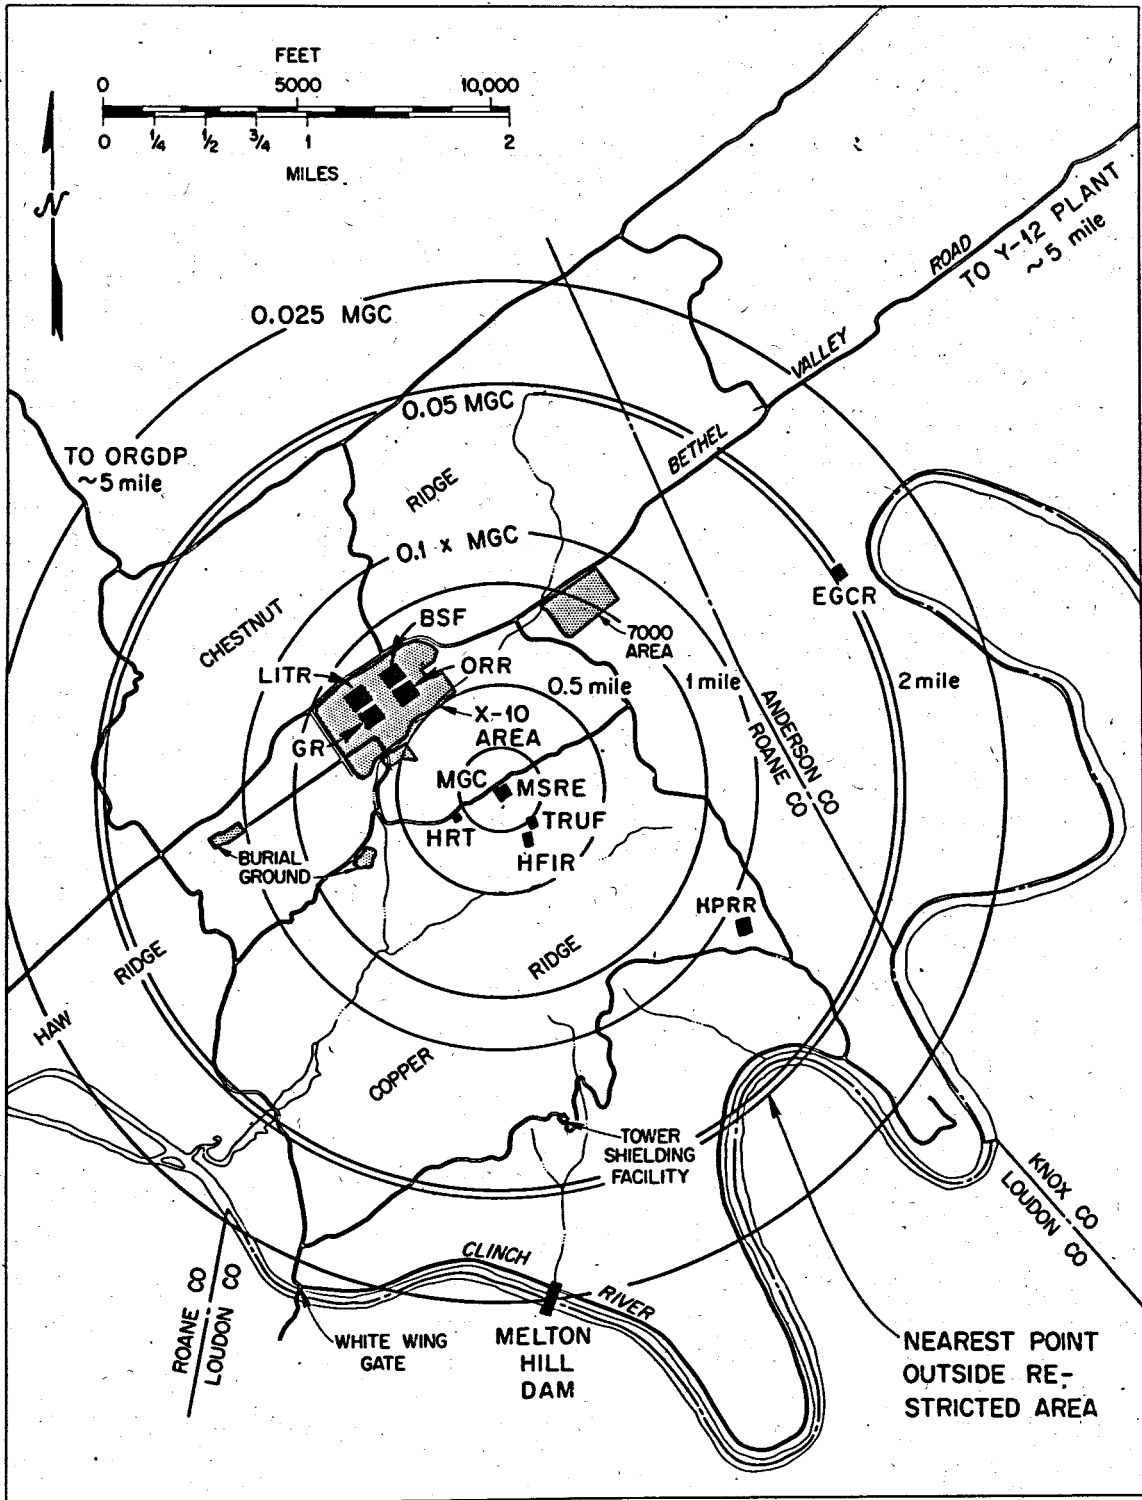 FEET
0 5000 10,000
0 1/4 1/2 3/4 1 2
MILES
N
TO Y-12 PLANT
~5 mile
ROAD
VALLEY
BETHEL
0.025 MGC
0.05 MGC
TO ORGDP
~5 mile
RIDGE
0.1 x MGC
CHESTNUT
BSF
EGCR
7000
AREA
LITR
ORR
0.5 mile
1 mile
2 mile
X-10
AREA
GR
ANDERSON CO
ROANE CO
MGC
MSRE
HRT
TRUF
HFIR
BURIAL
GROUND
HPRR
RIDGE
RIDGE
HAW
COPPER
TOWER
SHIELDING
FACILITY
KNOX CO
LOUDON CO
CLINCH
RIVER
ROANE CO
LOUDON CO
WHITE WING
GATE
MELTON
HILL
DAM
NEAREST POINT
OUTSIDE RE-
STRICTED AREA